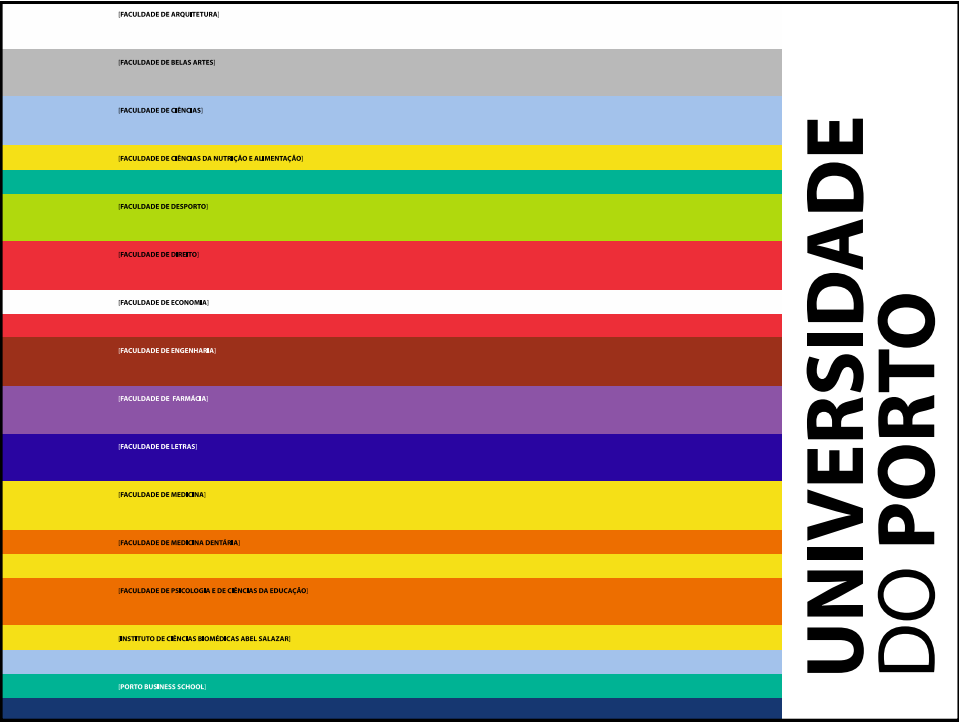 [FACULDADE DE ARQUITETURA]
[FACULDADE DE BELAS ARTES]
[FACULDADE DE CIÊNCIAS]
[FACULDADE DE CIÊNCIAS DA NUTRIÇÃO E ALIMENTAÇÃO]
[FACULDADE DE DESPORTO]
[FACULDADE DE DIREITO]
[FACULDADE DE ECONOMIA]
[FACULDADE DE ENGENHARIA]
[FACULDADE DE FARMÁCIA]
[FACULDADE DE LETRAS]
[FACULDADE DE MEDICINA]
[FACULDADE DE MEDICINA DENTÁRIA]
[FACULDADE DE PSICOLOGIA E DE CIÊNCIAS DA EDUCAÇÃO]
[INSTITUTO DE CIÊNCIAS BIOMÉDICAS ABEL SALAZAR]
[PORTO BUSINESS SCHOOL]
UNIVERSIDADE
DO PORTO